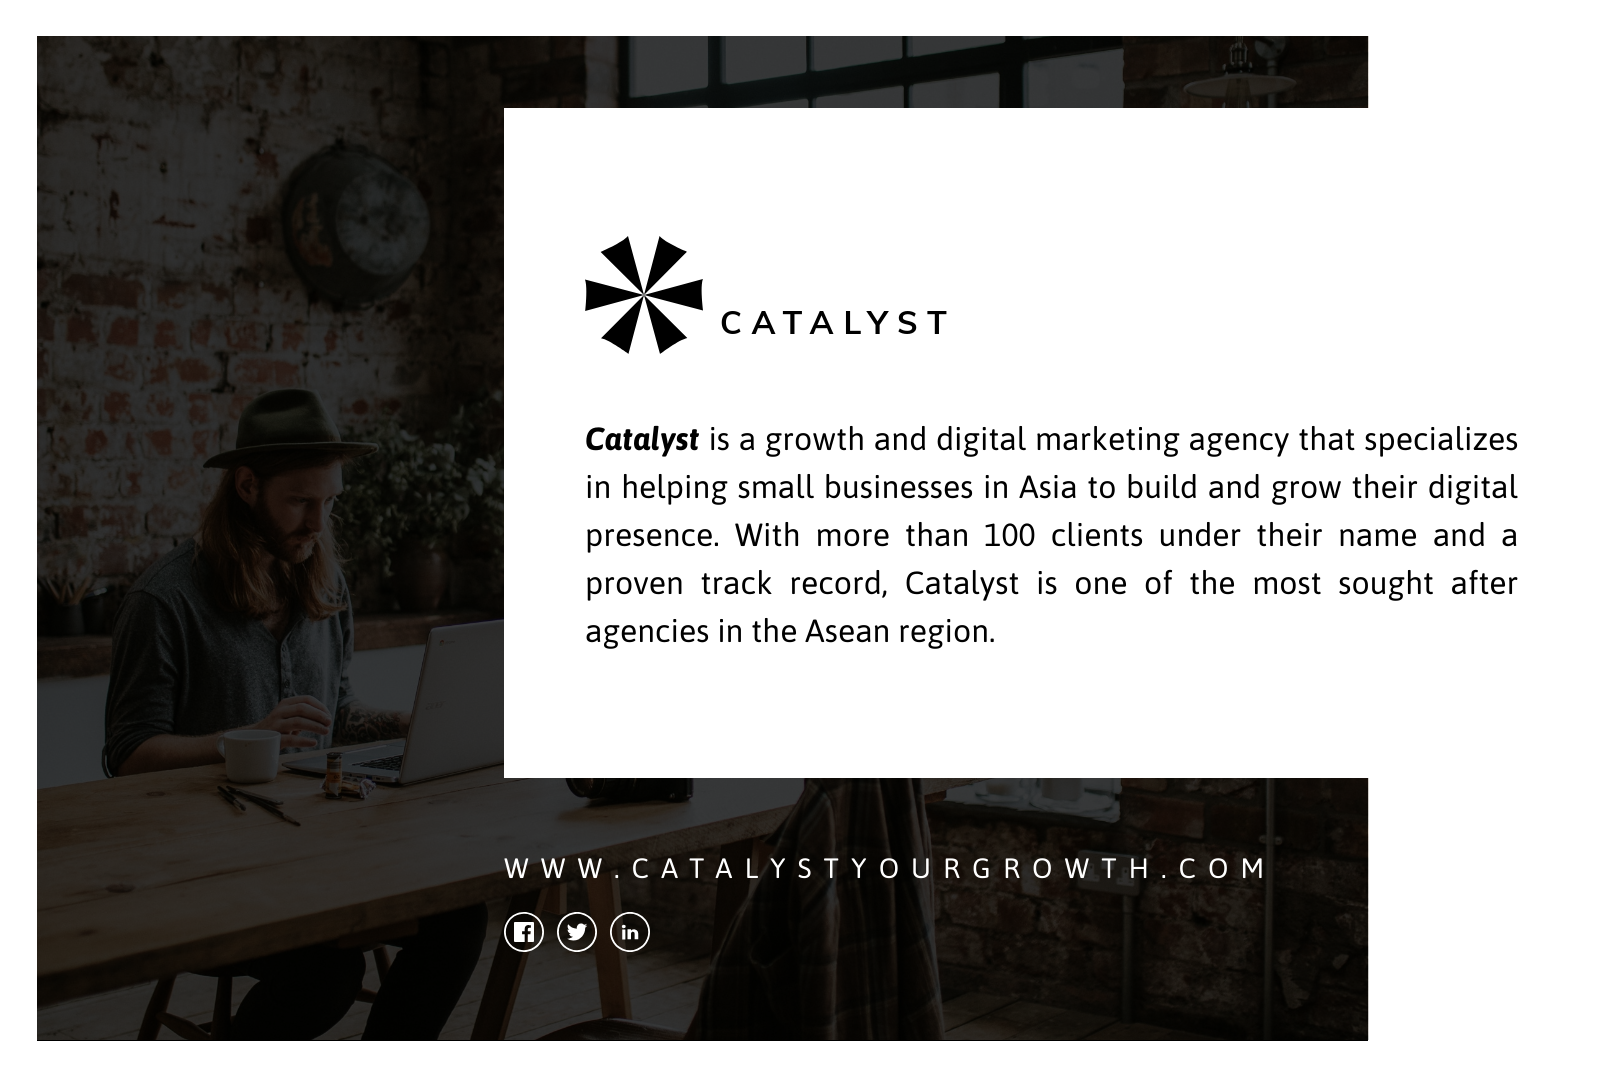 CATALYST
Catalyst is a growth and digital marketing agency that specializes
in helping small businesses in Asia to build and grow their digital
presence. With more than 100 clients under their name and a
proven track record, Catalyst is one of the most sought after
agencies in the Asean region.
WWW.CATALYSTYOURGROWTH.COM
in